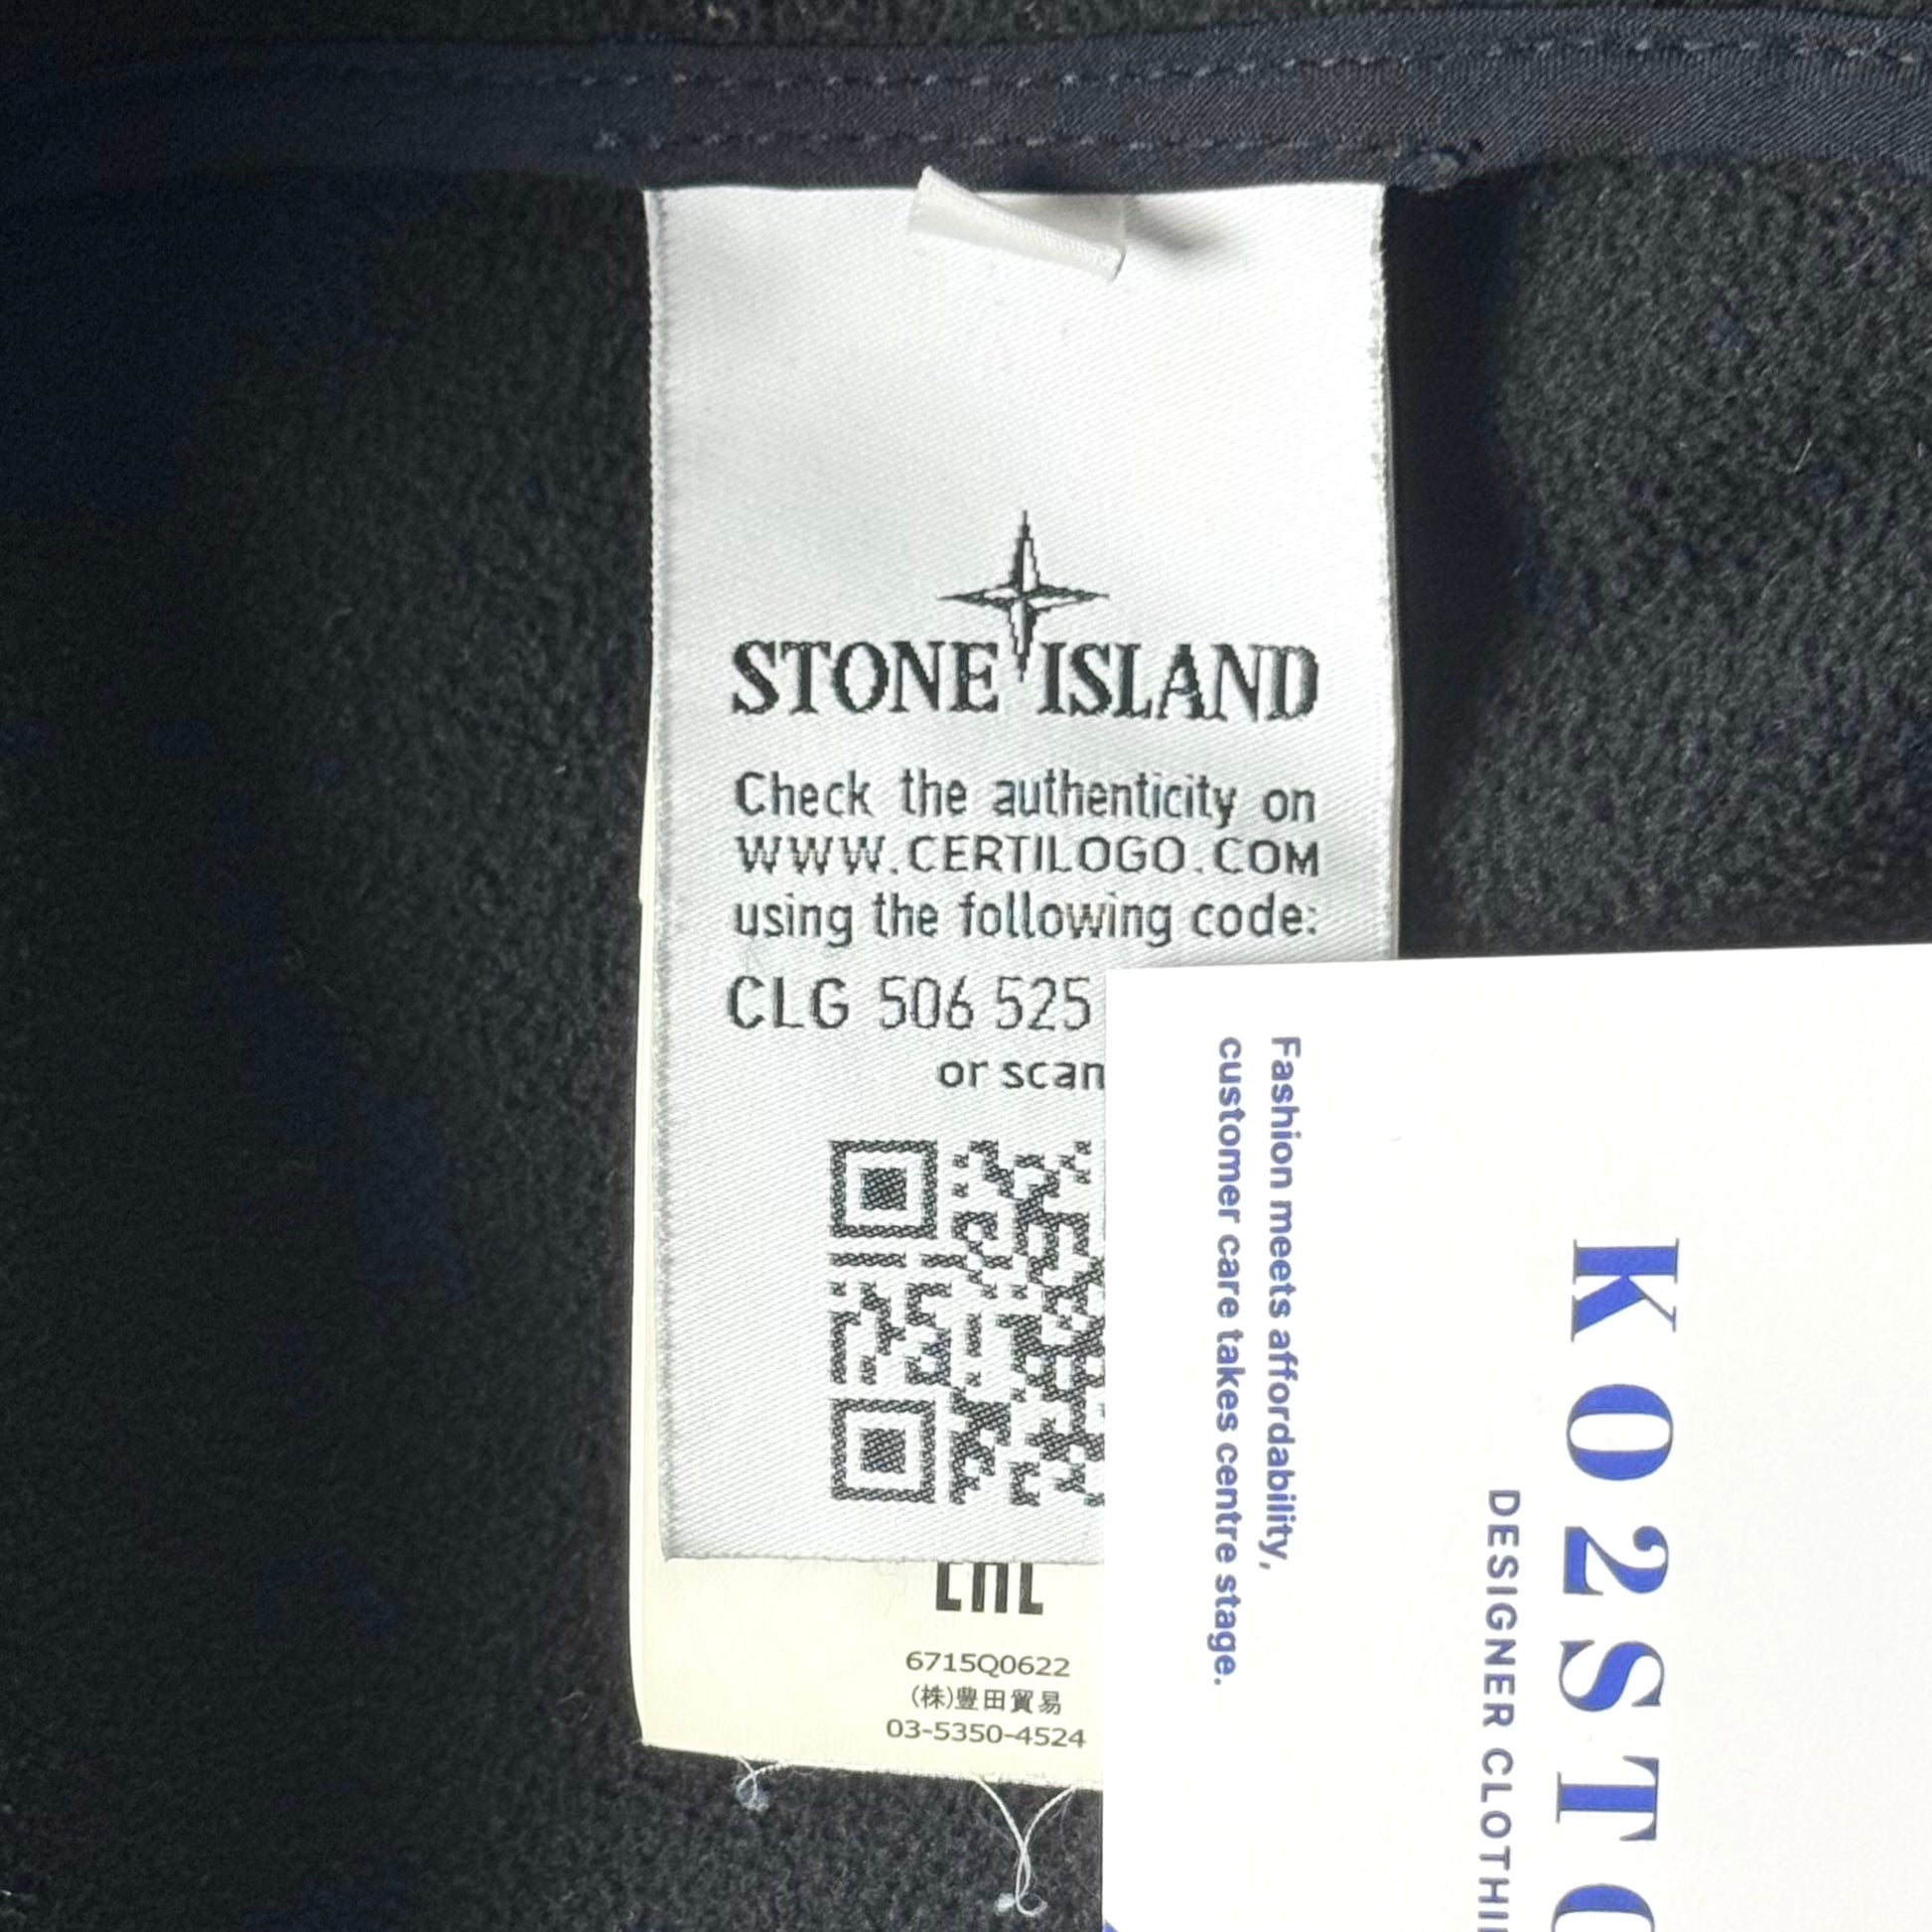 STONE ISLAND
Check the authenticity on
WWW.CERTILOGO.COM
using the following code:
CLG 506 525
or scan
EAC
6715Q0622
(株)豊田貿易
03-5350-4524
Fashion meets affordability,
customer care takes centre stage.
KO2STO
DESIGNER CLOTHI